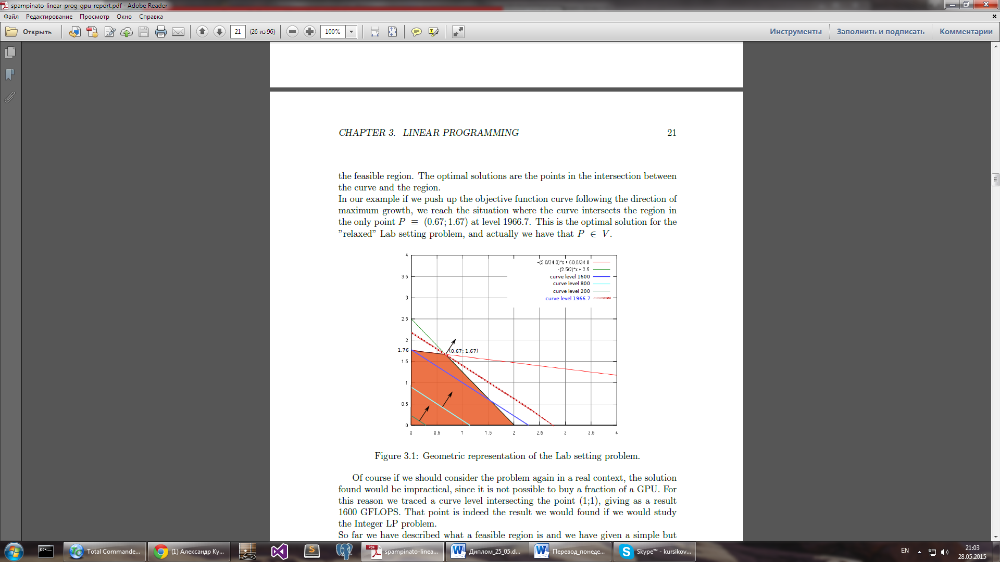 spampinato-linear-prog-gpu-report.pdf - Adobe Reader
Файл Редактирование Просмотр Окно Справка
Открыть 21 (26 из 96) 100% Инструменты Заполнить и подписать Комментарии
CHAPTER 3. LINEAR PROGRAMMING 21
the feasible region. The optimal solutions are the points in the intersection between
the curve and the region.
In our example if we push up the objective function curve following the direction of
maximum growth, we reach the situation where the curve intersects the region in
the only point P ≡ (0.67; 1.67) at level 1966.7. This is the optimal solution for the
”relaxed” Lab setting problem, and actually we have that P ∈ V.
4
-(5.0/34.0)*x + 60.0/34.0
-(2.5/2)*x + 2.5
3.5
curve level 1600
curve level 800
curve level 200
3
curve level 1966.7
2.5
2
1.76
(0.67; 1.67)
1.5
1
0.5
0
0 0.5 1 1.5 2 2.5 3 3.5 4
Figure 3.1: Geometric representation of the Lab setting problem.
Of course if we should consider the problem again in a real context, the solution
found would be impractical, since it is not possible to buy a fraction of a GPU. For
this reason we traced a curve level intersecting the point (1;1), giving as a result
1600 GFLOPS. That point is indeed the result we would found if we would study
the Integer LP problem.
So far we have described what a feasible region is and we have given a simple but
Total Commande... (1) Александр Ку... spampinato-linea... Диплом_25_05.d... Перевод_понеде... Skype™ - kursikov... EN 21:03
28.05.2015